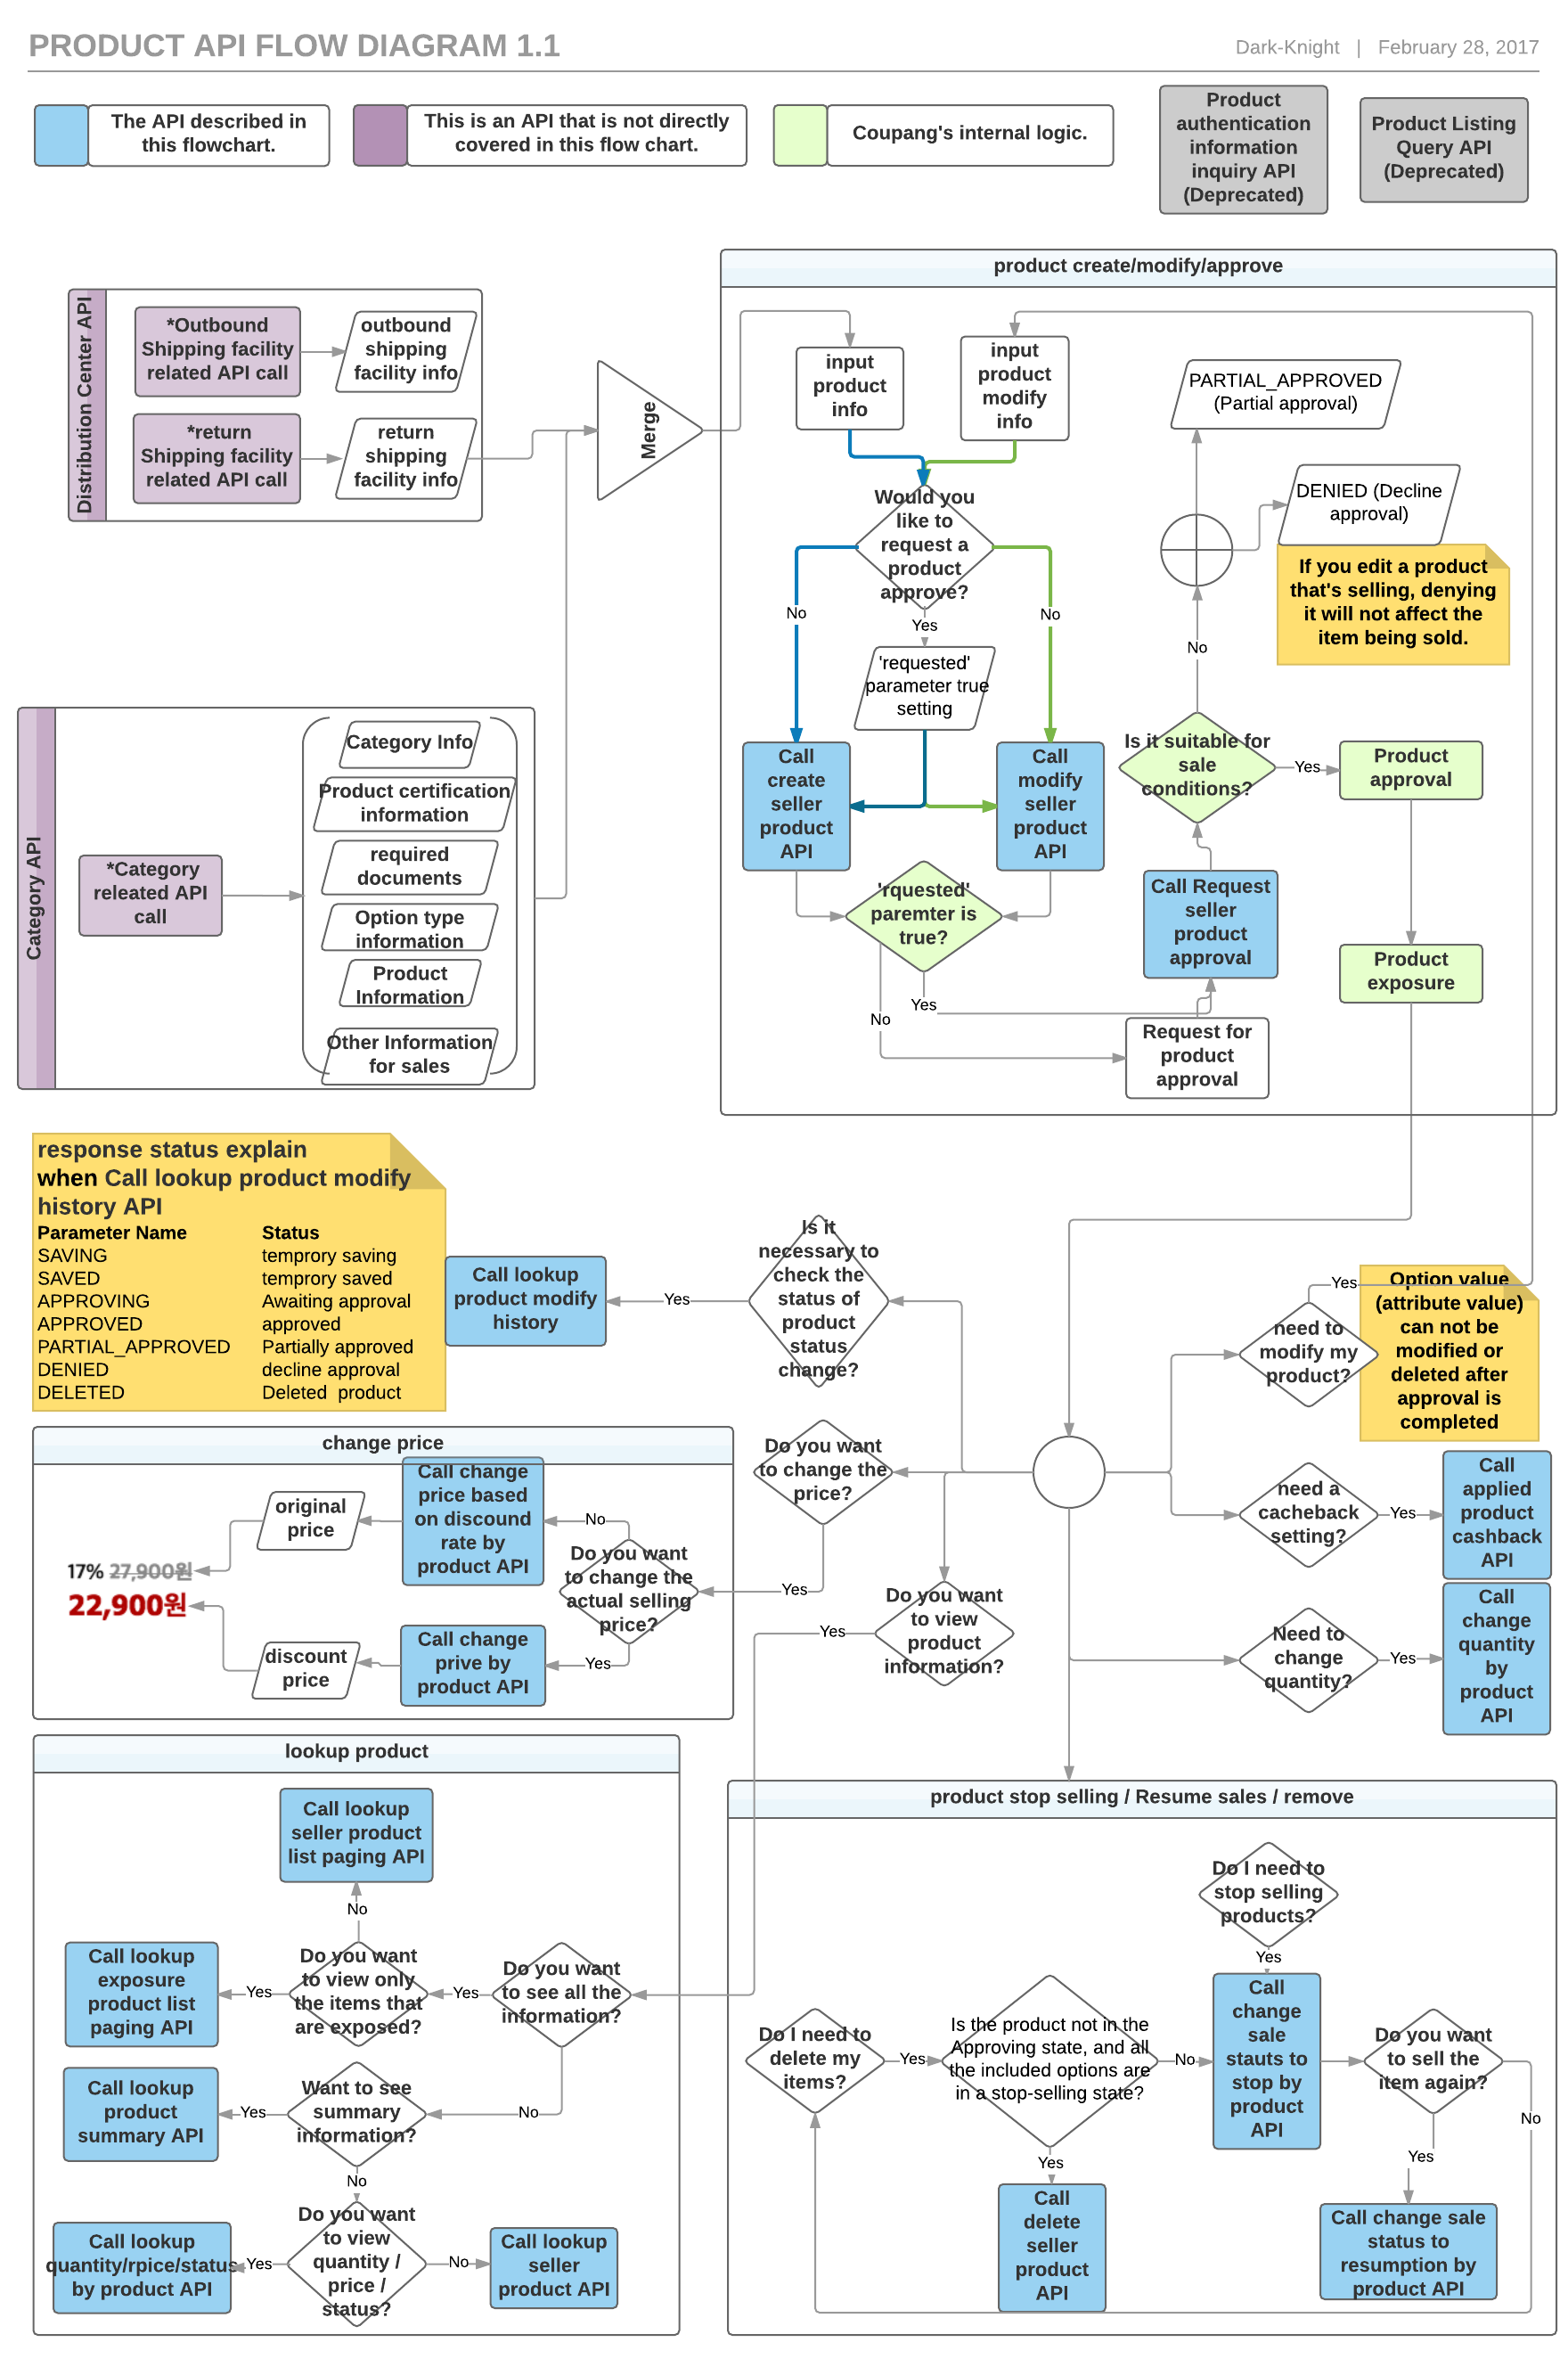 PRODUCT API FLOW DIAGRAM 1.1
Dark-Knight | February 28, 2017
The API described in
this flowchart.
This is an API that is not directly
covered in this flow chart.
Coupang's internal logic.
Product
authentication
information
inquiry API
(Deprecated)
Product Listing
Query API
(Deprecated)
product create/modify/approve
Distribution Center API
*Outbound
Shipping facility
related API call
outbound
shipping
facility info
*return
Shipping facility
related API call
return
shipping
facility info
Merge
input
product
info
input
product
modify
info
PARTIAL_APPROVED
(Partial approval)
DENIED (Decline
approval)
If you edit a product
that's selling, denying
it will not affect the
item being sold.
Would you
like to
request a
product
approve?
No
Yes
No
No
'requested'
parameter true
setting
Category API
*Category
releated API
call
Category Info
Product certification
information
required
documents
Option type
information
Product
Information
Other Information
for sales
Call
create
seller
product
API
Call
modify
seller
product
API
Is it suitable for
sale
conditions?
Yes
Product
approval
'rquested'
paremter is
true?
Call Request
seller
product
approval
Product
exposure
Yes
No
Request for
product
approval
response status explain
when Call lookup product modify
history API
Parameter Name Status
SAVING temprory saving
SAVED temprory saved
APPROVING Awaiting approval
APPROVED approved
PARTIAL_APPROVED Partially approved
DENIED decline approval
DELETED Deleted product
Call lookup
product modify
history
Yes
Is it
necessary to
check the
status of
product
status
change?
Yes
need to
modify my
product?
Option value
(attribute value)
can not be
modified or
deleted after
approval is
completed
change price
Call change
price based
on discound
rate by
product API
original
price
17% 27,900원
22,900원
discount
price
Call change
prive by
product API
No
Do you want
to change the
actual selling
price?
Yes
Do you want
to change the
price?
Yes
Do you want
to view
product
information?
Yes
need a
cacheback
setting?
Yes
Call
applied
product
cashback
API
Need to
change
quantity?
Yes
Call
change
quantity
by
product
API
lookup product
Call lookup
seller product
list paging API
No
Call lookup
exposure
product list
paging API
Yes
Do you want
to view only
the items that
are exposed?
Yes
Do you want
to see all the
information?
Call lookup
product
summary API
Yes
Want to see
summary
information?
No
No
Call lookup
quantity/rpice/status
by product API
Yes
Do you want
to view
quantity /
price /
status?
No
Call lookup
seller
product API
product stop selling / Resume sales / remove
Do I need to
stop selling
products?
Yes
Do I need to
delete my
items?
Yes
Is the product not in the
Approving state, and all
the included options are
in a stop-selling state?
No
Call
change
sale
stauts to
stop by
product
API
Do you want
to sell the
item again?
No
Yes
Yes
Call
delete
seller
product
API
Call change sale
status to
resumption by
product API